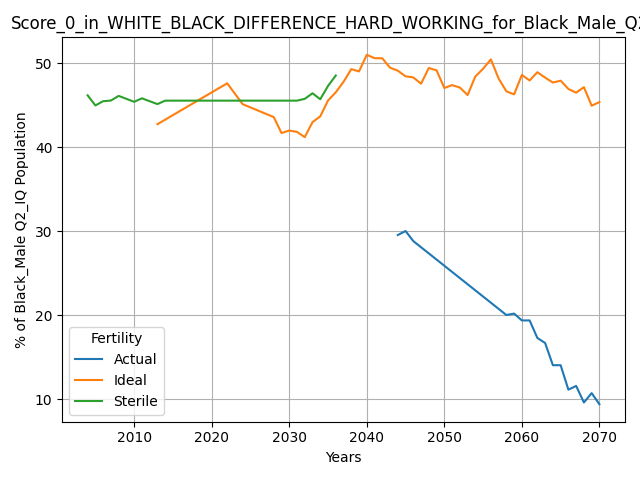 Score_0_in_WHITE_BLACK_DIFFERENCE_HARD_WORKING_for_Black_Male_Q2
50
40
30
20
10
% of Black_Male Q2_IQ Population
Fertility
Actual
Ideal
Sterile
2010 2020 2030 2040 2050 2060 2070
Years